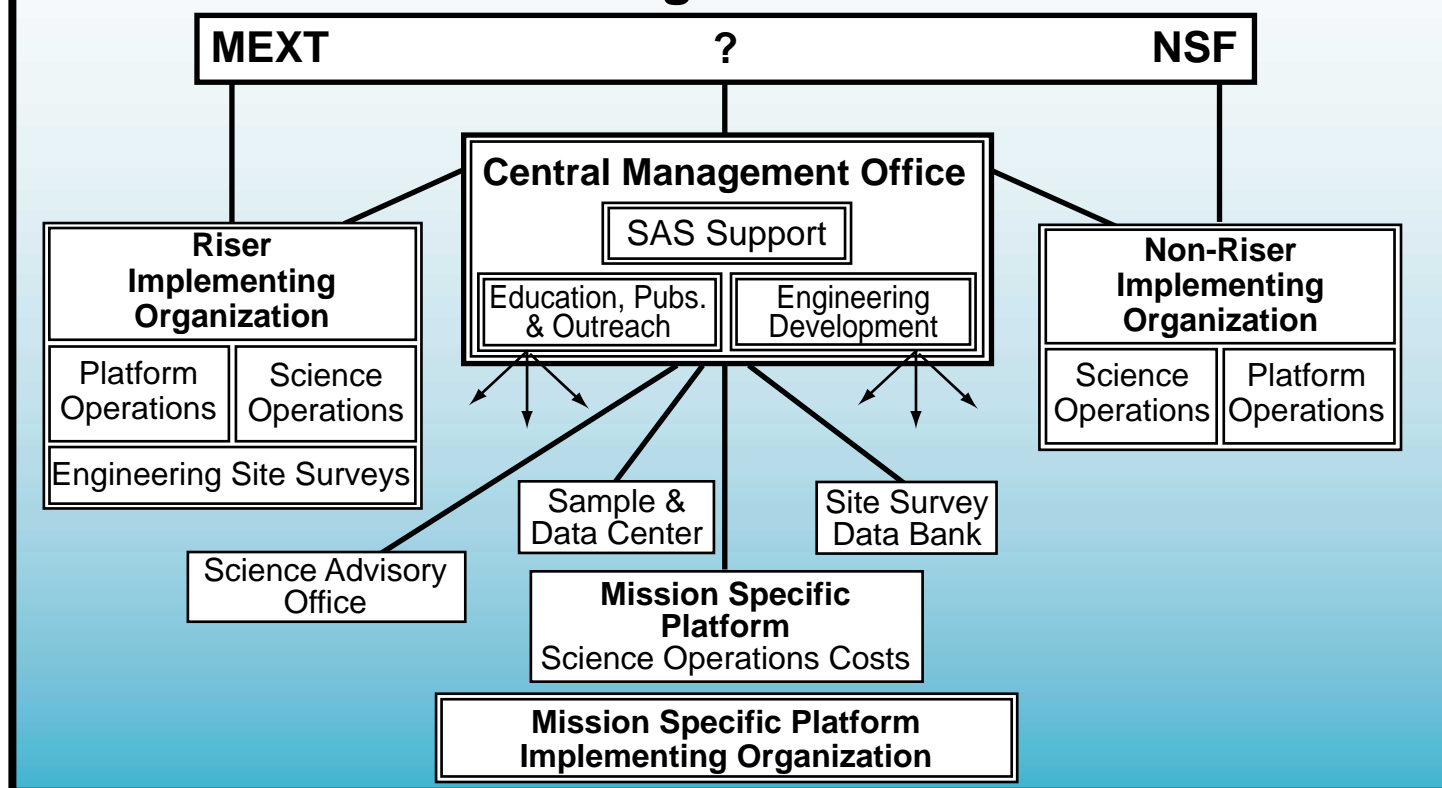 MEXT ? NSF
Central Management Office
SAS Support
Education, Pubs.
& Outreach
Engineering
Development
Riser
Implementing
Organization
Platform
Operations
Science
Operations
Engineering Site Surveys
Non-Riser
Implementing
Organization
Science
Operations
Platform
Operations
Sample &
Data Center
Site Survey
Data Bank
Science Advisory
Office
Mission Specific
Platform
Science Operations Costs
Mission Specific Platform
Implementing Organization